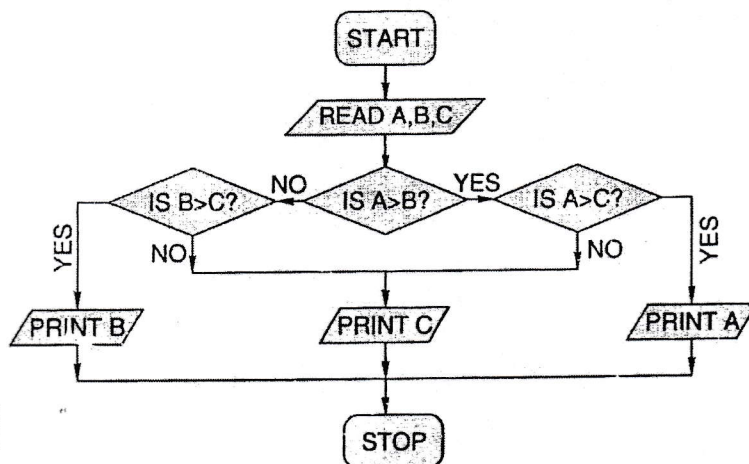 START
READ A,B,C
NO
YES
IS B>C?
IS A>B?
IS A>C?
YES
NO
NO
YES
PRINT B
PRINT C
PRINT A
STOP